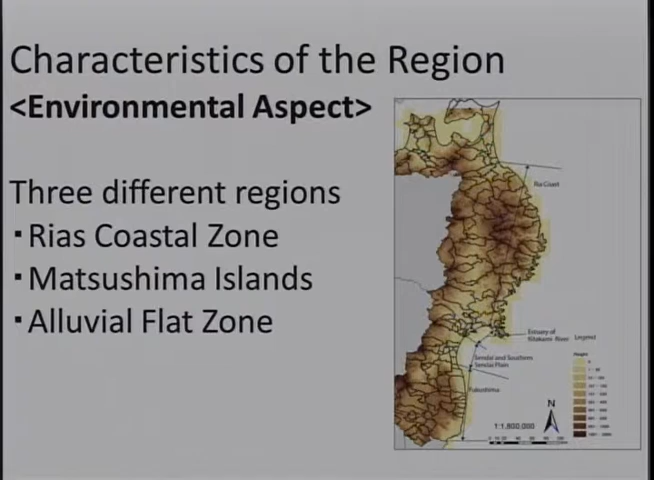 Characteristics of the Region
<Environmental Aspect>
Three different regions
・Rias Coastal Zone
・Matsushima Islands
・Alluvial Flat Zone
Ria Coast
Estuary of
Kitakami River
Legend
Sendai and Southern
Sendai Plain
Height
Fukushima
N
1:1,800,000